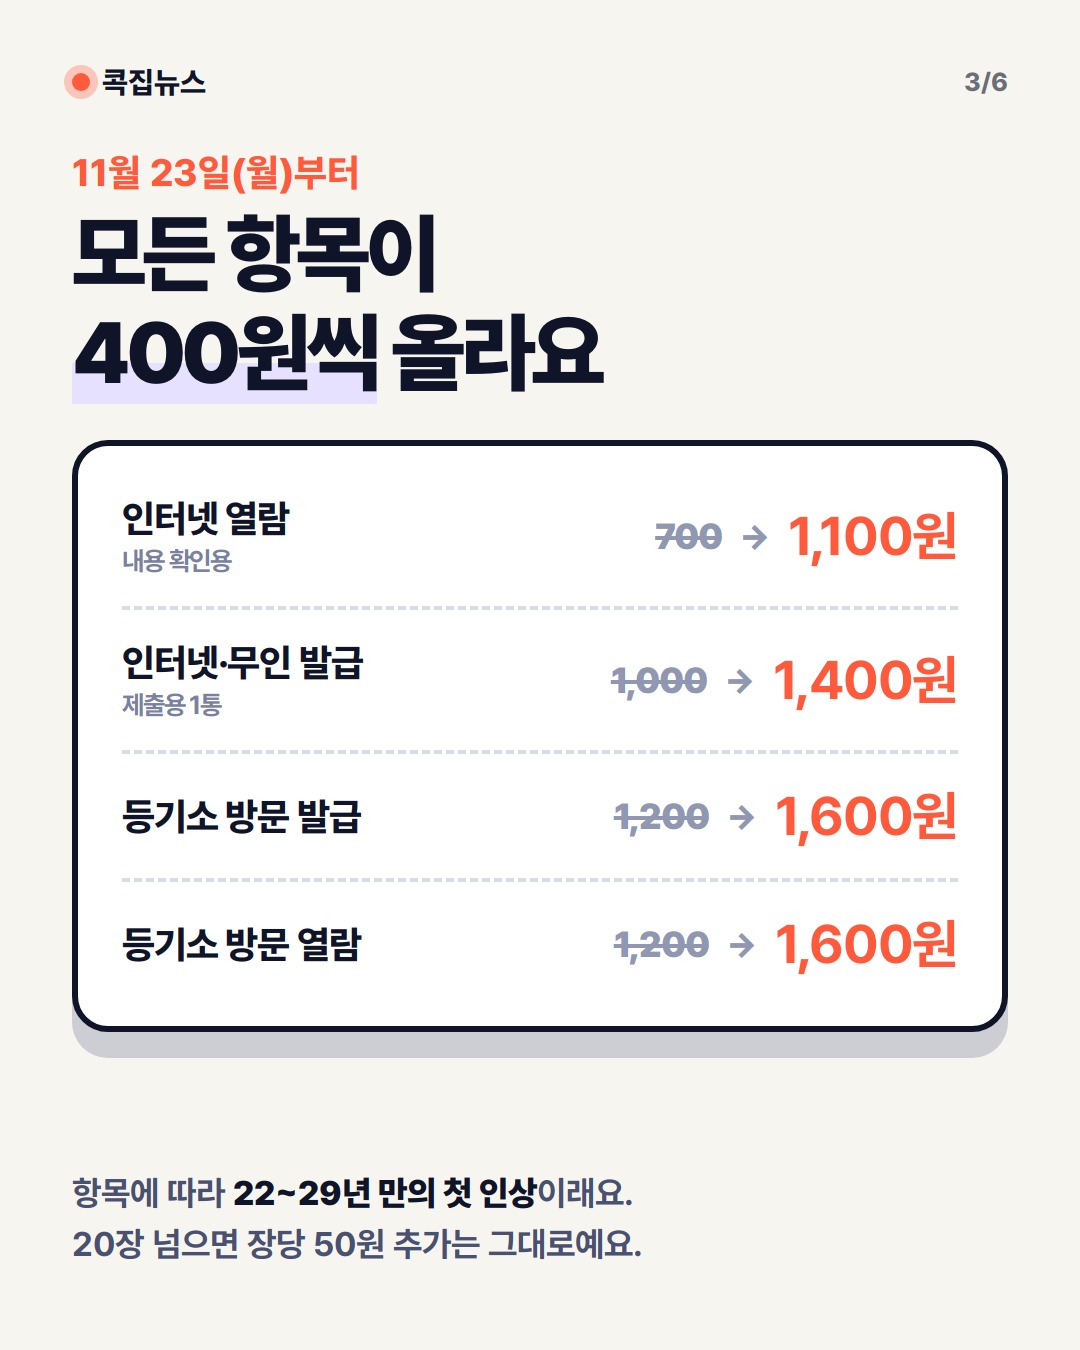 콕집뉴스
3/6
11월 23일(월)부터
모든 항목이
400원씩 올라요
인터넷 열람
내용 확인용
700 → 1,100원
인터넷·무인 발급
제출용 1통
1,000 → 1,400원
등기소 방문 발급
1,200 → 1,600원
등기소 방문 열람
1,200 → 1,600원
항목에 따라 22~29년 만의 첫 인상이래요.
20장 넘으면 장당 50원 추가는 그대로예요.